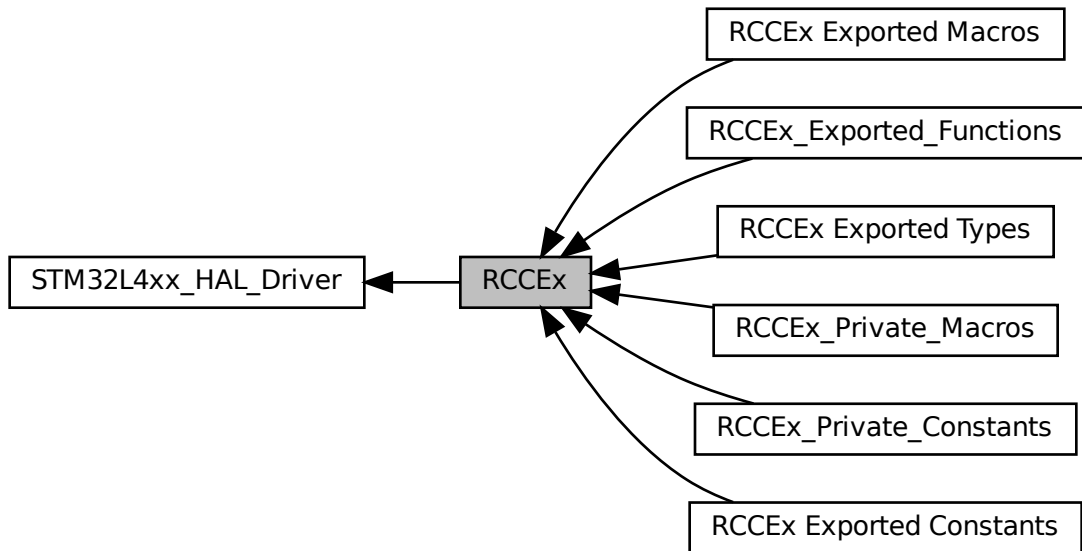 RCCEx Exported Macros
RCCEx_Exported_Functions
RCCEx Exported Types
STM32L4xx_HAL_Driver
RCCEx
RCCEx_Private_Macros
RCCEx_Private_Constants
RCCEx Exported Constants